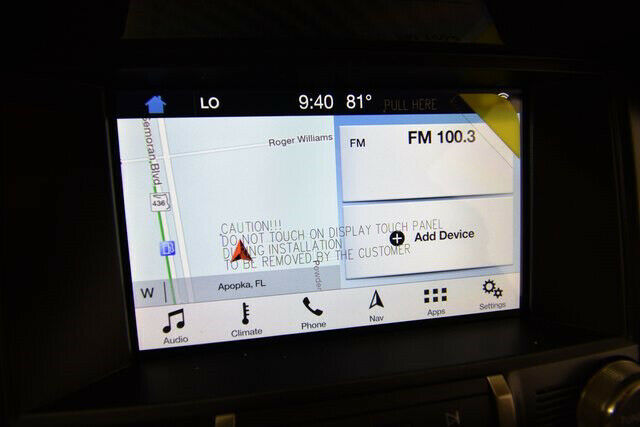 LO 9:40 81° PULL HERE
Semoran Blvd
Roger Williams
436
FM
FM 100.3
CAUTION!!!
DO NOT TOUCH ON DISPLAY TOUCH PANEL
DURING INSTALLATION
TO BE REMOVED BY THE CUSTOMER
Add Device
Powder
W
Apopka, FL
Audio
Climate
Phone
Nav
Apps
Settings